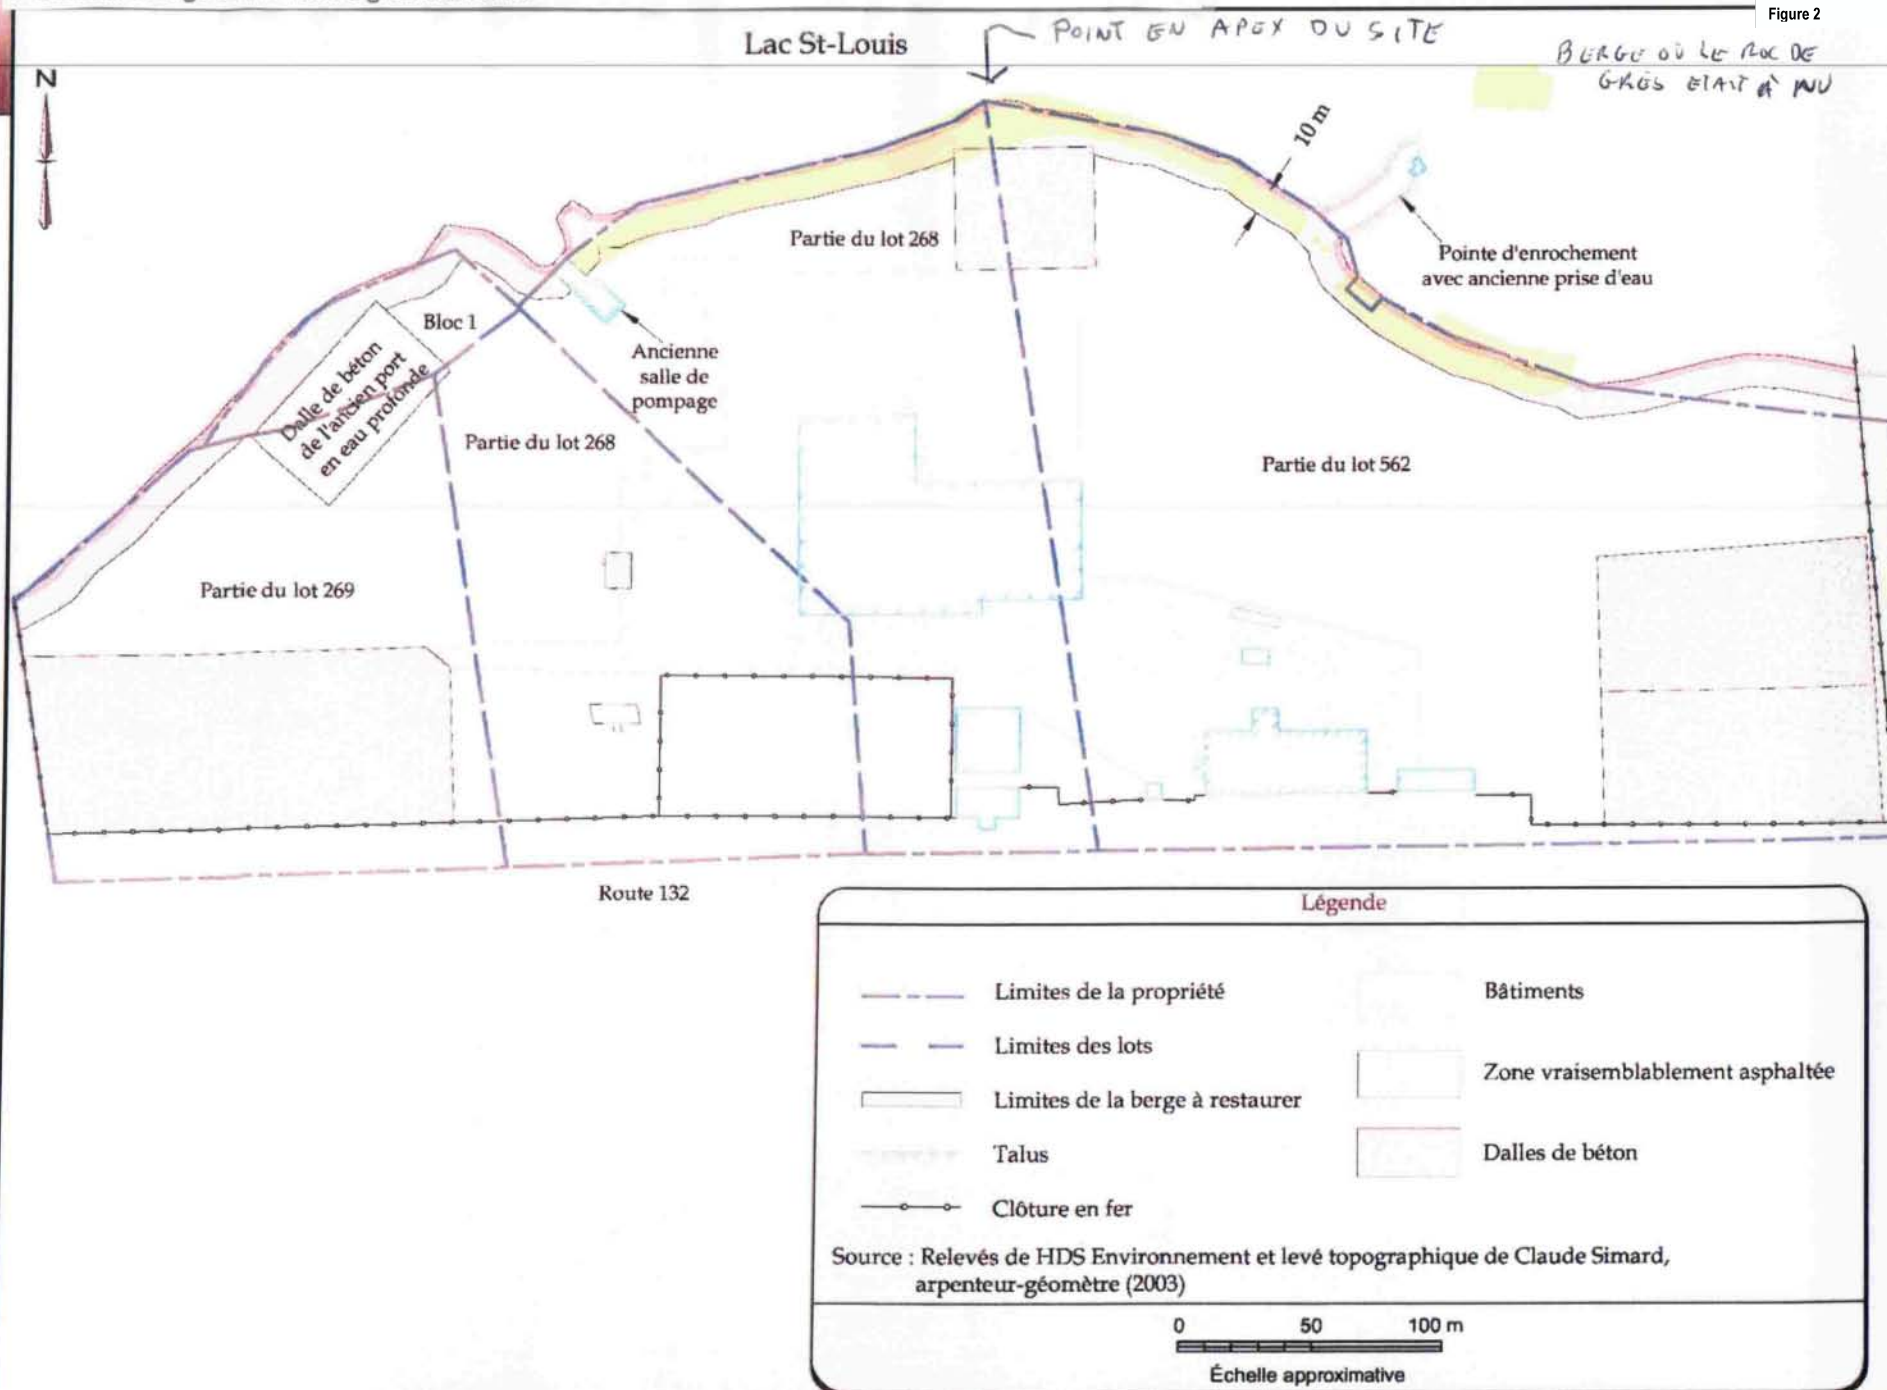 Figure 2
Lac St-Louis
POINT EN APEX DU SITE
BERGE OÙ LE ROC DE
GRÈS ETAIT À NU
N
10 m
Partie du lot 268
Pointe d'enrochement
avec ancienne prise d'eau
Bloc 1
Ancienne
salle de
pompage
Dalle de béton
de l'ancien port
en eau profonde
Partie du lot 268
Partie du lot 562
Partie du lot 269
Route 132
Légende
Limites de la propriété
Limites des lots
Limites de la berge à restaurer
Talus
Clôture en fer
Bâtiments
Zone vraisemblablement asphaltée
Dalles de béton
Source : Relevés de HDS Environnement et levé topographique de Claude Simard,
arpenteur-géomètre (2003)
0 50 100 m
Échelle approximative